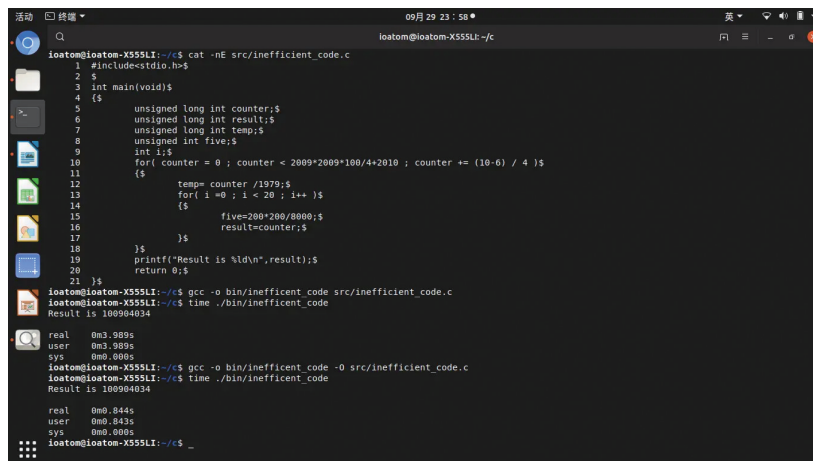 活动 终端 09月 29 23：58 英
ioatom@ioatom-X555LI: ~/c
ioatom@ioatom-X555LI:~/c$ cat -nE src/inefficient_code.c
1 #include<stdio.h>$
2 $
3 int main(void)$
4 {$
5 unsigned long int counter;$
6 unsigned long int result;$
7 unsigned long int temp;$
8 unsigned int five;$
9 int i;$
10 for( counter = 0 ; counter < 2009*2009*100/4+2010 ; counter += (10-6) / 4 )$
11 {$
12 temp= counter /1979;$
13 for( i =0 ; i < 20 ; i++ )$
14 {$
15 five=200*200/8000;$
16 result=counter;$
17 }$
18 }$
19 printf("Result is %ld\n",result);$
20 return 0;$
21 }$
ioatom@ioatom-X555LI:~/c$ gcc -o bin/inefficent_code src/inefficient_code.c
ioatom@ioatom-X555LI:~/c$ time ./bin/inefficent_code
Result is 100904034
real 0m3.989s
user 0m3.989s
sys 0m0.000s
ioatom@ioatom-X555LI:~/c$ gcc -o bin/inefficent_code -O src/inefficient_code.c
ioatom@ioatom-X555LI:~/c$ time ./bin/inefficent_code
Result is 100904034
real 0m0.844s
user 0m0.843s
sys 0m0.000s
ioatom@ioatom-X555LI:~/c$ _